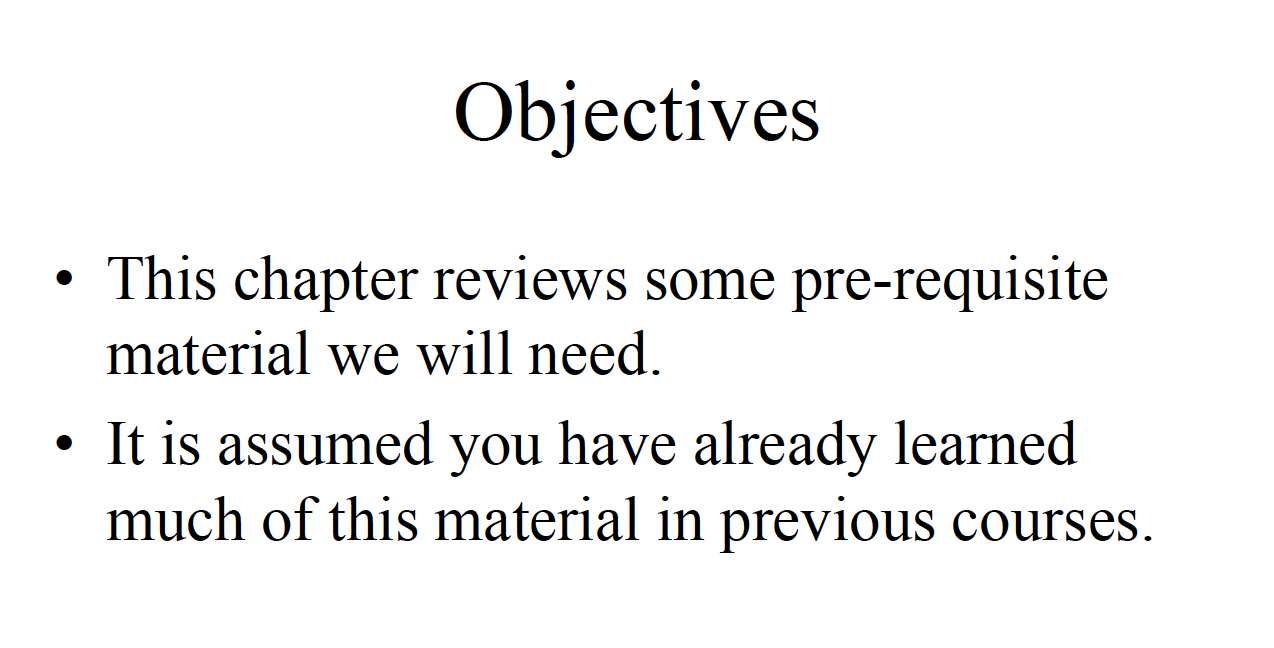 Objectives
• This chapter reviews some pre-requisite
material we will need.
• It is assumed you have already learned
much of this material in previous courses.